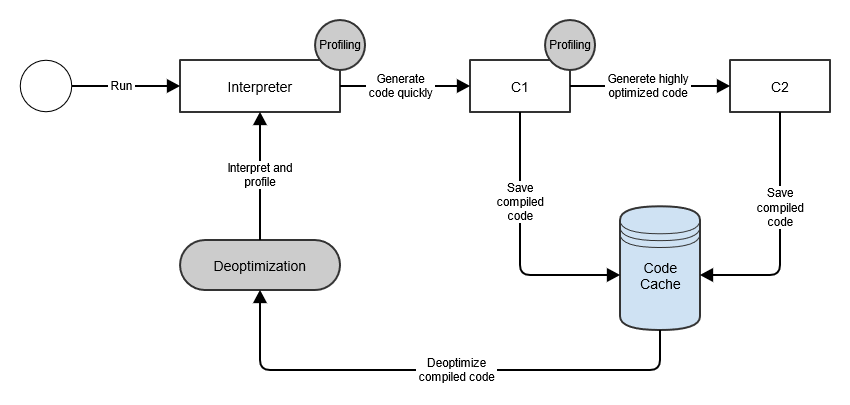 Profiling
Profiling
Run
Interpreter
Generate
code quickly
C1
Generete highly
optimized code
C2
Interpret and
profile
Save
compiled
code
Save
compiled
code
Deoptimization
Code
Cache
Deoptimize
compiled code